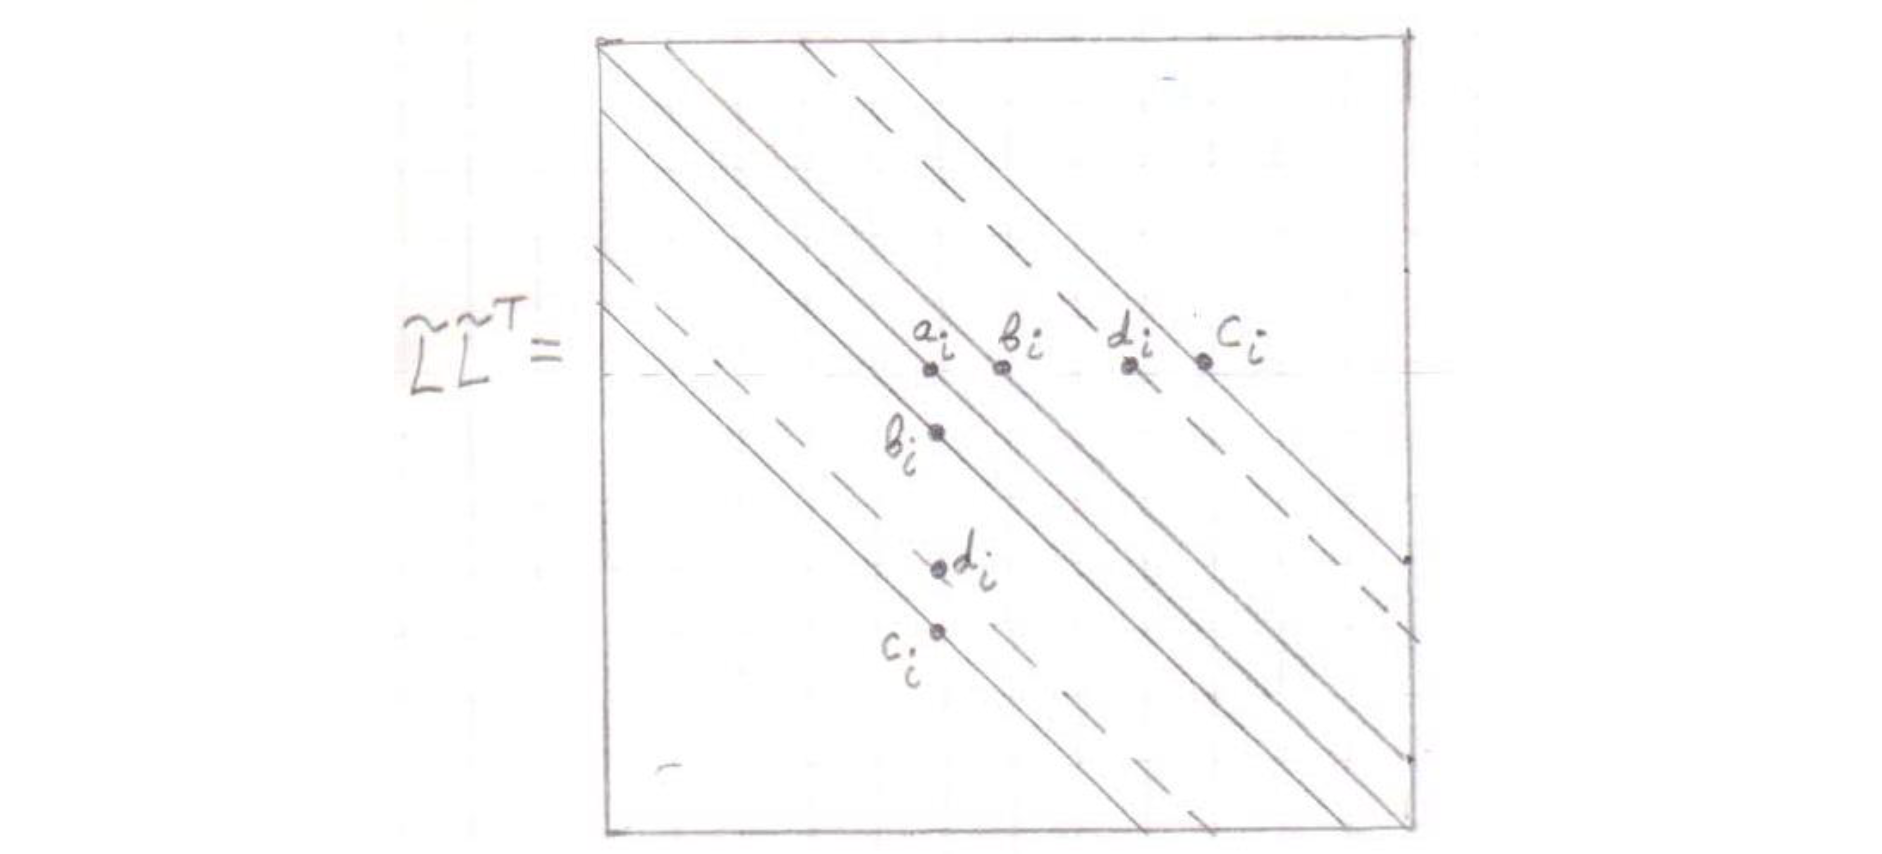 L̃L̃ᵀ =
aᵢ bᵢ dᵢ cᵢ
bᵢ
dᵢ
cᵢ